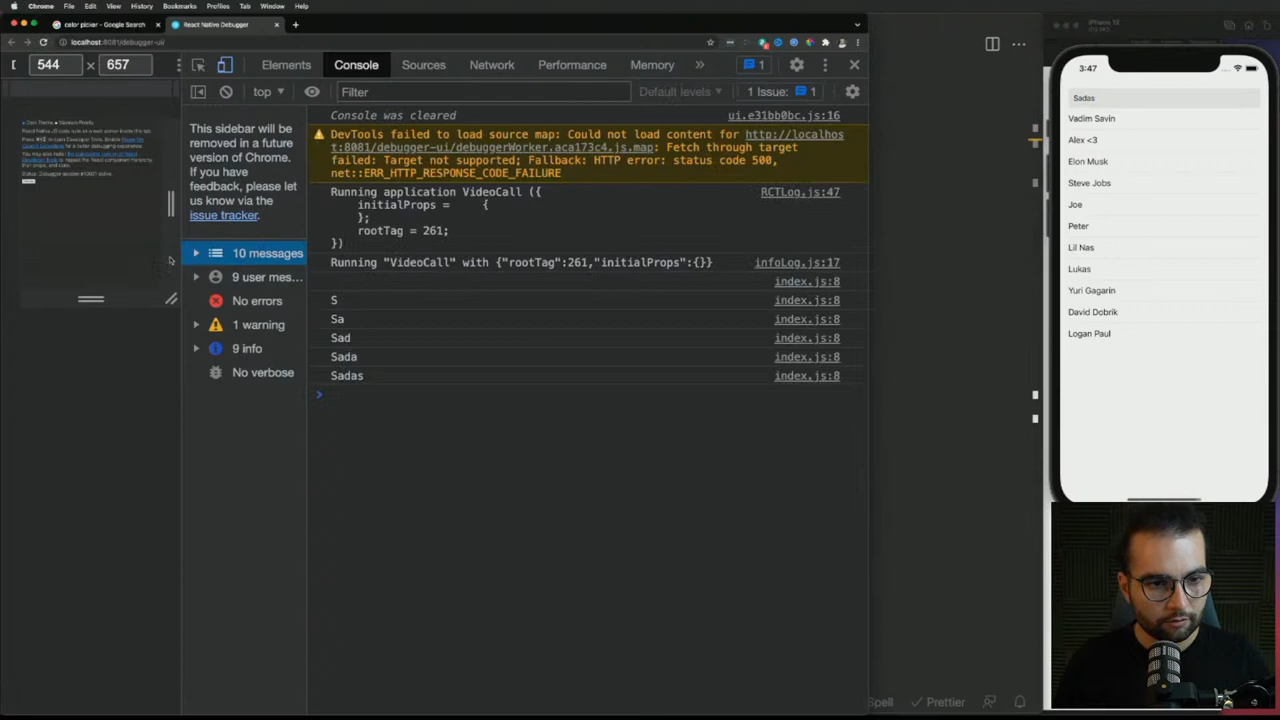 Chrome File Edit View History Bookmarks Profiles Tab Window Help
color picker - Google Search
React Native Debugger
localhost:8081/debugger-ui/
544 × 657
Elements Console Sources Network Performance Memory » 1
top Filter Default levels 1 Issue: 1
This sidebar will be removed in a future version of Chrome. If you have feedback, please let us know via the issue tracker.
10 messages
9 user mes...
No errors
1 warning
9 info
No verbose
Console was cleared ui.e31bb0bc.js:16
DevTools failed to load source map: Could not load content for http://localhos
t:8081/debugger-ui/debuggerWorker.aca173c4.js.map: Fetch through target
failed: Target not supported; Fallback: HTTP error: status code 500,
net::ERR_HTTP_RESPONSE_CODE_FAILURE
Running application VideoCall ({ RCTLog.js:47
initialProps = {
};
rootTag = 261;
})
Running "VideoCall" with {"rootTag":261,"initialProps":{}} infoLog.js:17
index.js:8
S index.js:8
Sa index.js:8
Sad index.js:8
Sada index.js:8
Sadas index.js:8
>
Spell Prettier
iPhone 12
3:47
Sadas
Vadim Savin
Alex <3
Elon Musk
Steve Jobs
Joe
Peter
Lil Nas
Lukas
Yuri Gagarin
David Dobrik
Logan Paul